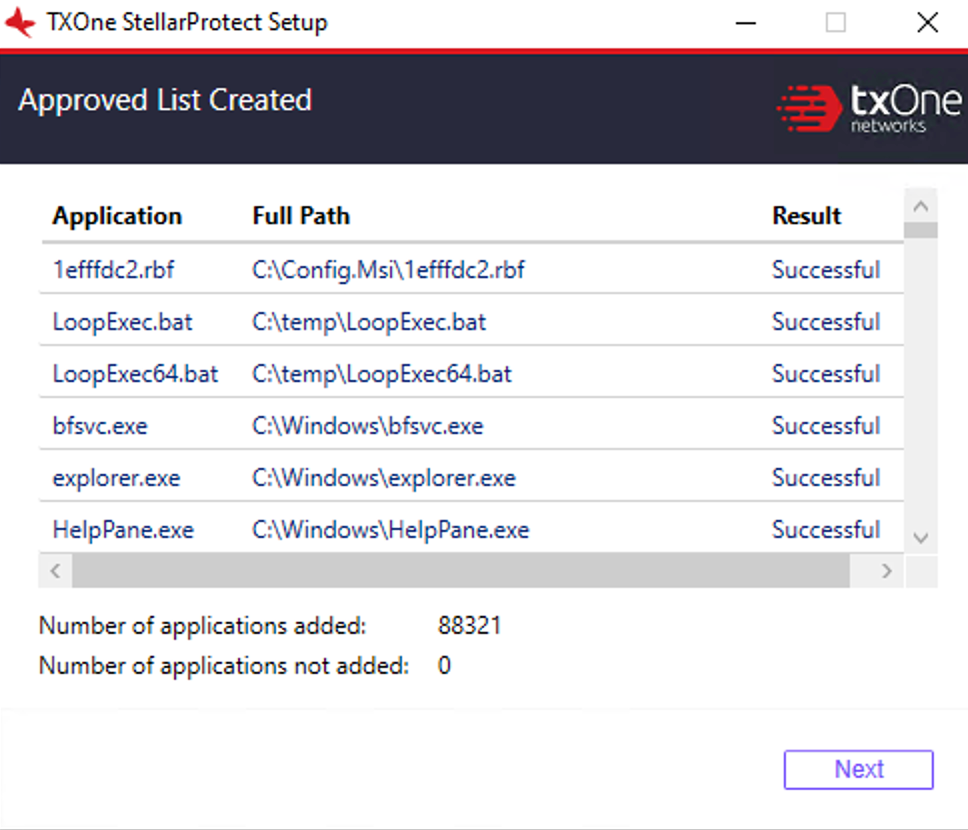 TXOne StellarProtect Setup
Approved List Created
txOne
networks
Application Full Path Result
1efffdc2.rbf C:\Config.Msi\1efffdc2.rbf Successful
LoopExec.bat C:\temp\LoopExec.bat Successful
LoopExec64.bat C:\temp\LoopExec64.bat Successful
bfsvc.exe C:\Windows\bfsvc.exe Successful
explorer.exe C:\Windows\explorer.exe Successful
HelpPane.exe C:\Windows\HelpPane.exe Successful
Number of applications added: 88321
Number of applications not added: 0
Next